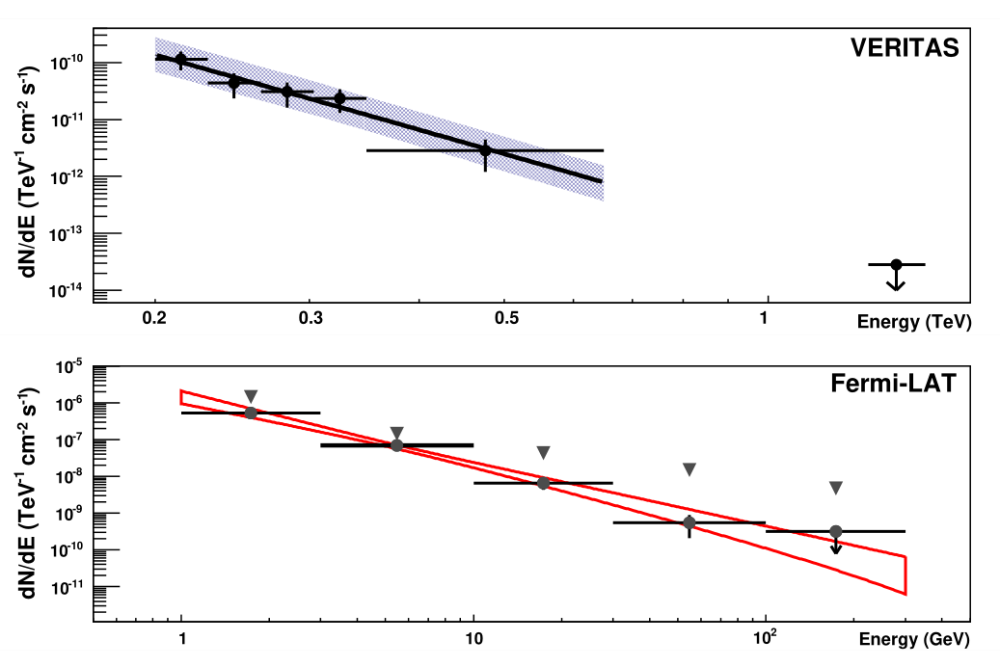 VERITAS
dN/dE (TeV⁻¹ cm⁻² s⁻¹)
10⁻¹⁰
10⁻¹¹
10⁻¹²
10⁻¹³
10⁻¹⁴
0.2 0.3 0.5 1
Energy (TeV)
Fermi-LAT
dN/dE (TeV⁻¹ cm⁻² s⁻¹)
10⁻⁵
10⁻⁶
10⁻⁷
10⁻⁸
10⁻⁹
10⁻¹⁰
10⁻¹¹
1 10 10²
Energy (GeV)